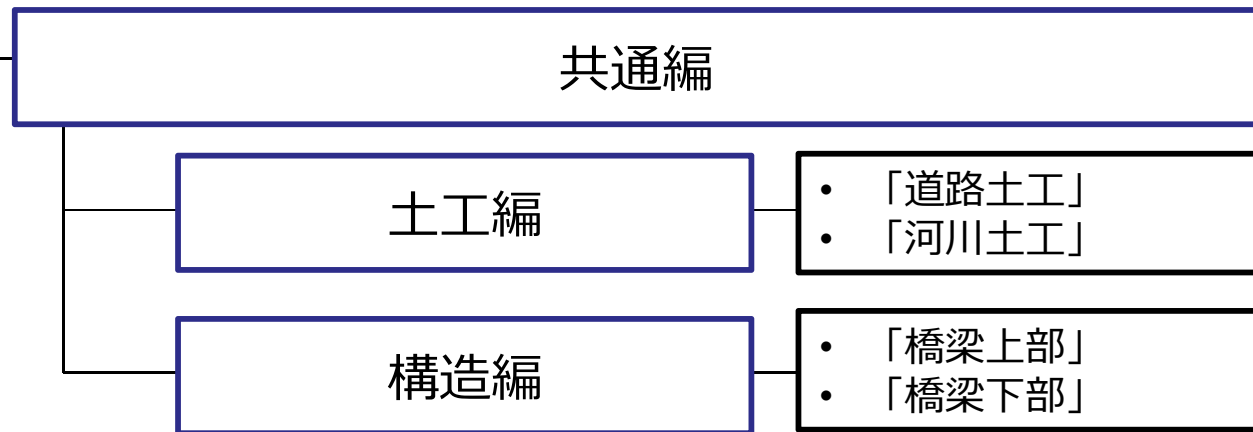 共通編
土工編
• 「道路土工」
• 「河川土工」
構造編
• 「橋梁上部」
• 「橋梁下部」